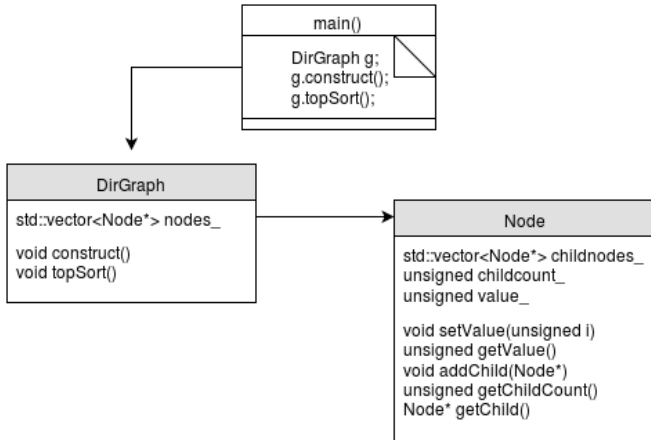 main()
DirGraph g;
g.construct();
g.topSort();
DirGraph
std::vector<Node*> nodes_
void construct()
void topSort()
Node
std::vector<Node*> childnodes_
unsigned childcount_
unsigned value_
void setValue(unsigned i)
unsigned getValue()
void addChild(Node*)
unsigned getChildCount()
Node* getChild()